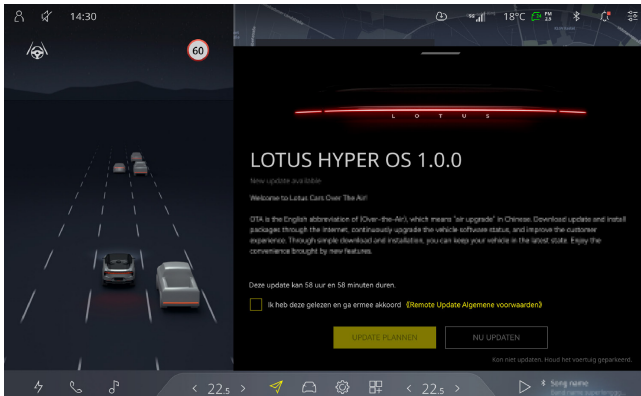 14:30
5G
18°C
PM
2.5
60
LOTUS
LOTUS HYPER OS 1.0.0
New update available
Welcome to Lotus Cars Over The Air!
OTA is the English abbreviation of (Over-the-Air), which means "air upgrade" in Chinese. Download update and install
packages through the Internet, continuously upgrade the vehicle software status, and improve the customer
experience. Through simple download and installation, you can keep your vehicle in the latest state. Enjoy the
convenience brought by new features.
Deze update kan 58 uur en 58 minuten duren.
Ik heb deze gelezen en ga ermee akkoord 《Remote Update Algemene voorwaarden》
UPDATE PLANNEN
NU UPDATEN
Kon niet updaten. Houd het voertuig geparkeerd.
< 22.5 >
< 22.5 >
Song name